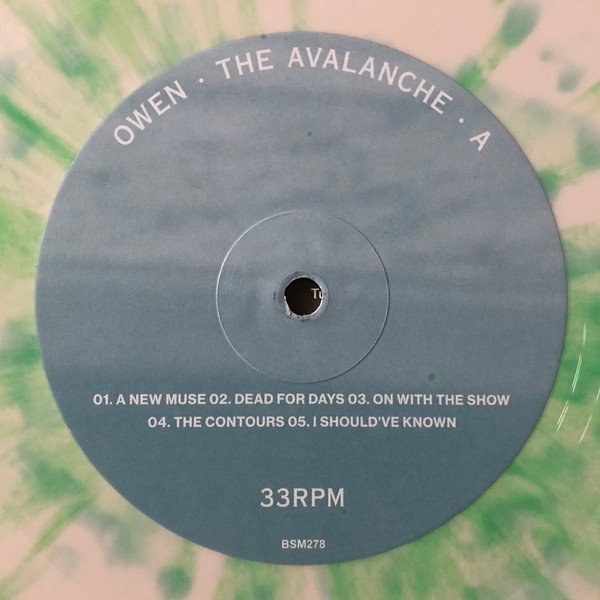 OWEN · THE AVALANCHE · A
Tu
01. A NEW MUSE 02. DEAD FOR DAYS 03. ON WITH THE SHOW
04. THE CONTOURS 05. I SHOULD'VE KNOWN
33RPM
BSM278